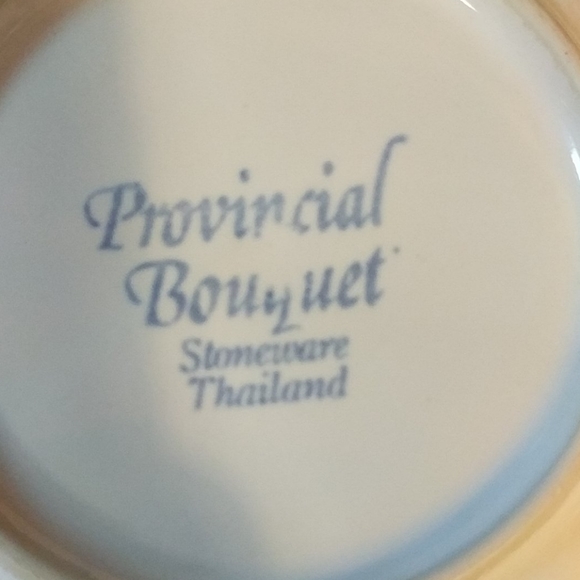 Provincial
Bouquet
Stoneware
Thailand